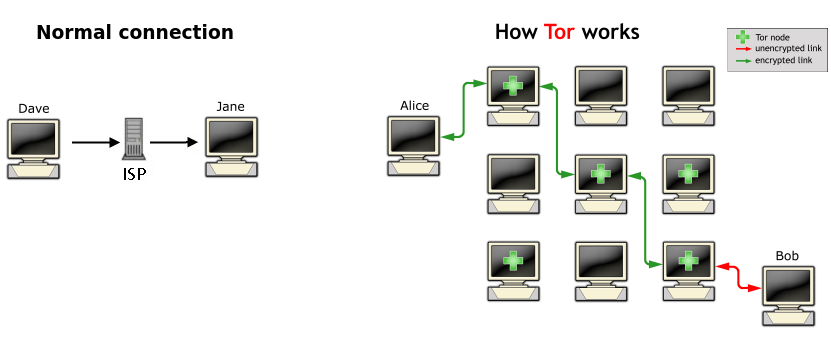 Normal connection
How Tor works
Tor node
unencrypted link
encrypted link
Dave
Jane
ISP
Alice
Bob